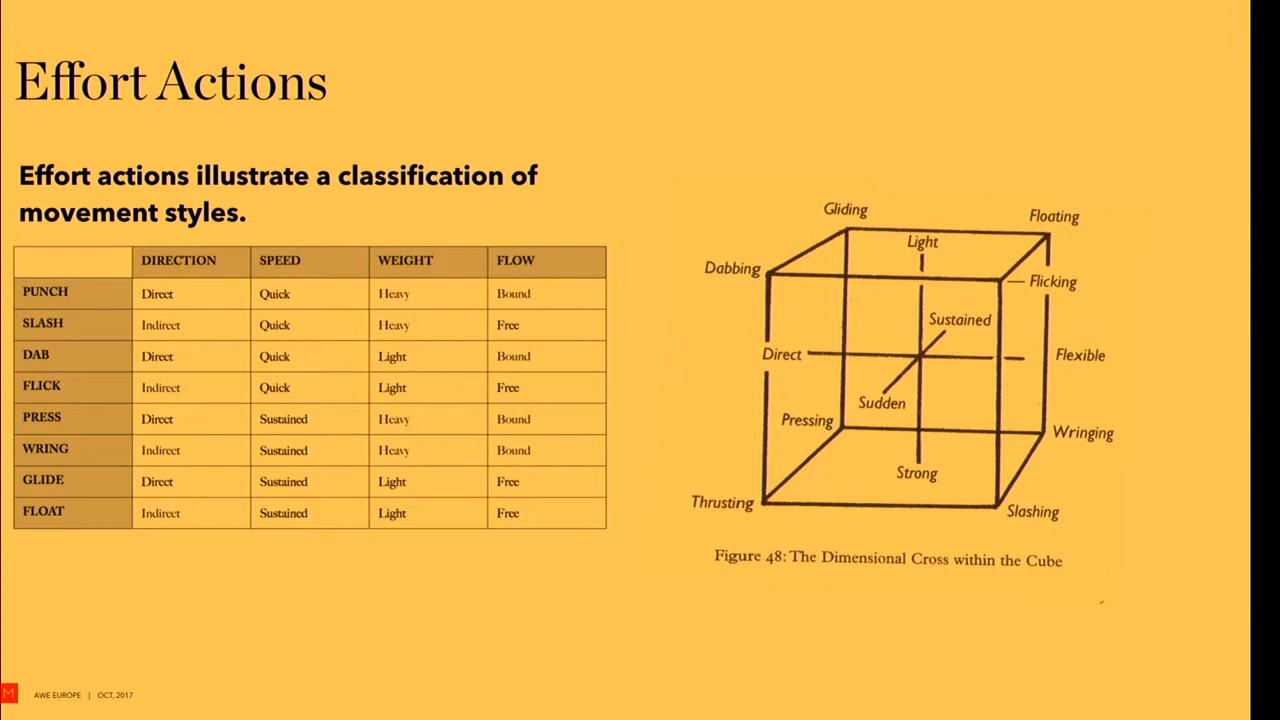 Effort Actions
Effort actions illustrate a classification of
movement styles.
DIRECTION SPEED WEIGHT FLOW
PUNCH Direct Quick Heavy Bound
SLASH Indirect Quick Heavy Free
DAB Direct Quick Light Bound
FLICK Indirect Quick Light Free
PRESS Direct Sustained Heavy Bound
WRING Indirect Sustained Heavy Bound
GLIDE Direct Sustained Light Free
FLOAT Indirect Sustained Light Free
Gliding
Floating
Light
Dabbing
Flicking
Sustained
Direct
Flexible
Sudden
Pressing
Wringing
Strong
Thrusting
Slashing
Figure 48: The Dimensional Cross within the Cube
M AWE EUROPE | OCT, 2017